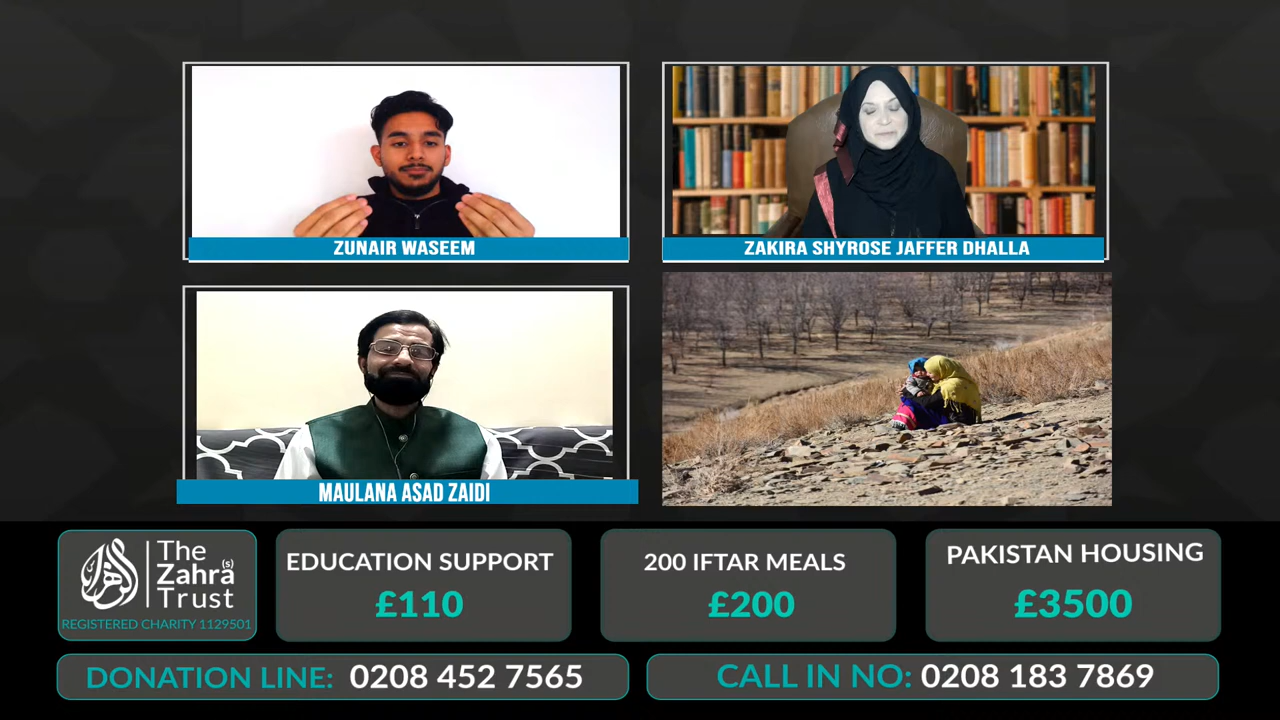 ZUNAIR WASEEM
ZAKIRA SHYROSE JAFFER DHALLA
MAULANA ASAD ZAIDI
The
Zahra(s)
Trust
REGISTERED CHARITY 1129501
EDUCATION SUPPORT
£110
200 IFTAR MEALS
£200
PAKISTAN HOUSING
£3500
DONATION LINE: 0208 452 7565
CALL IN NO: 0208 183 7869